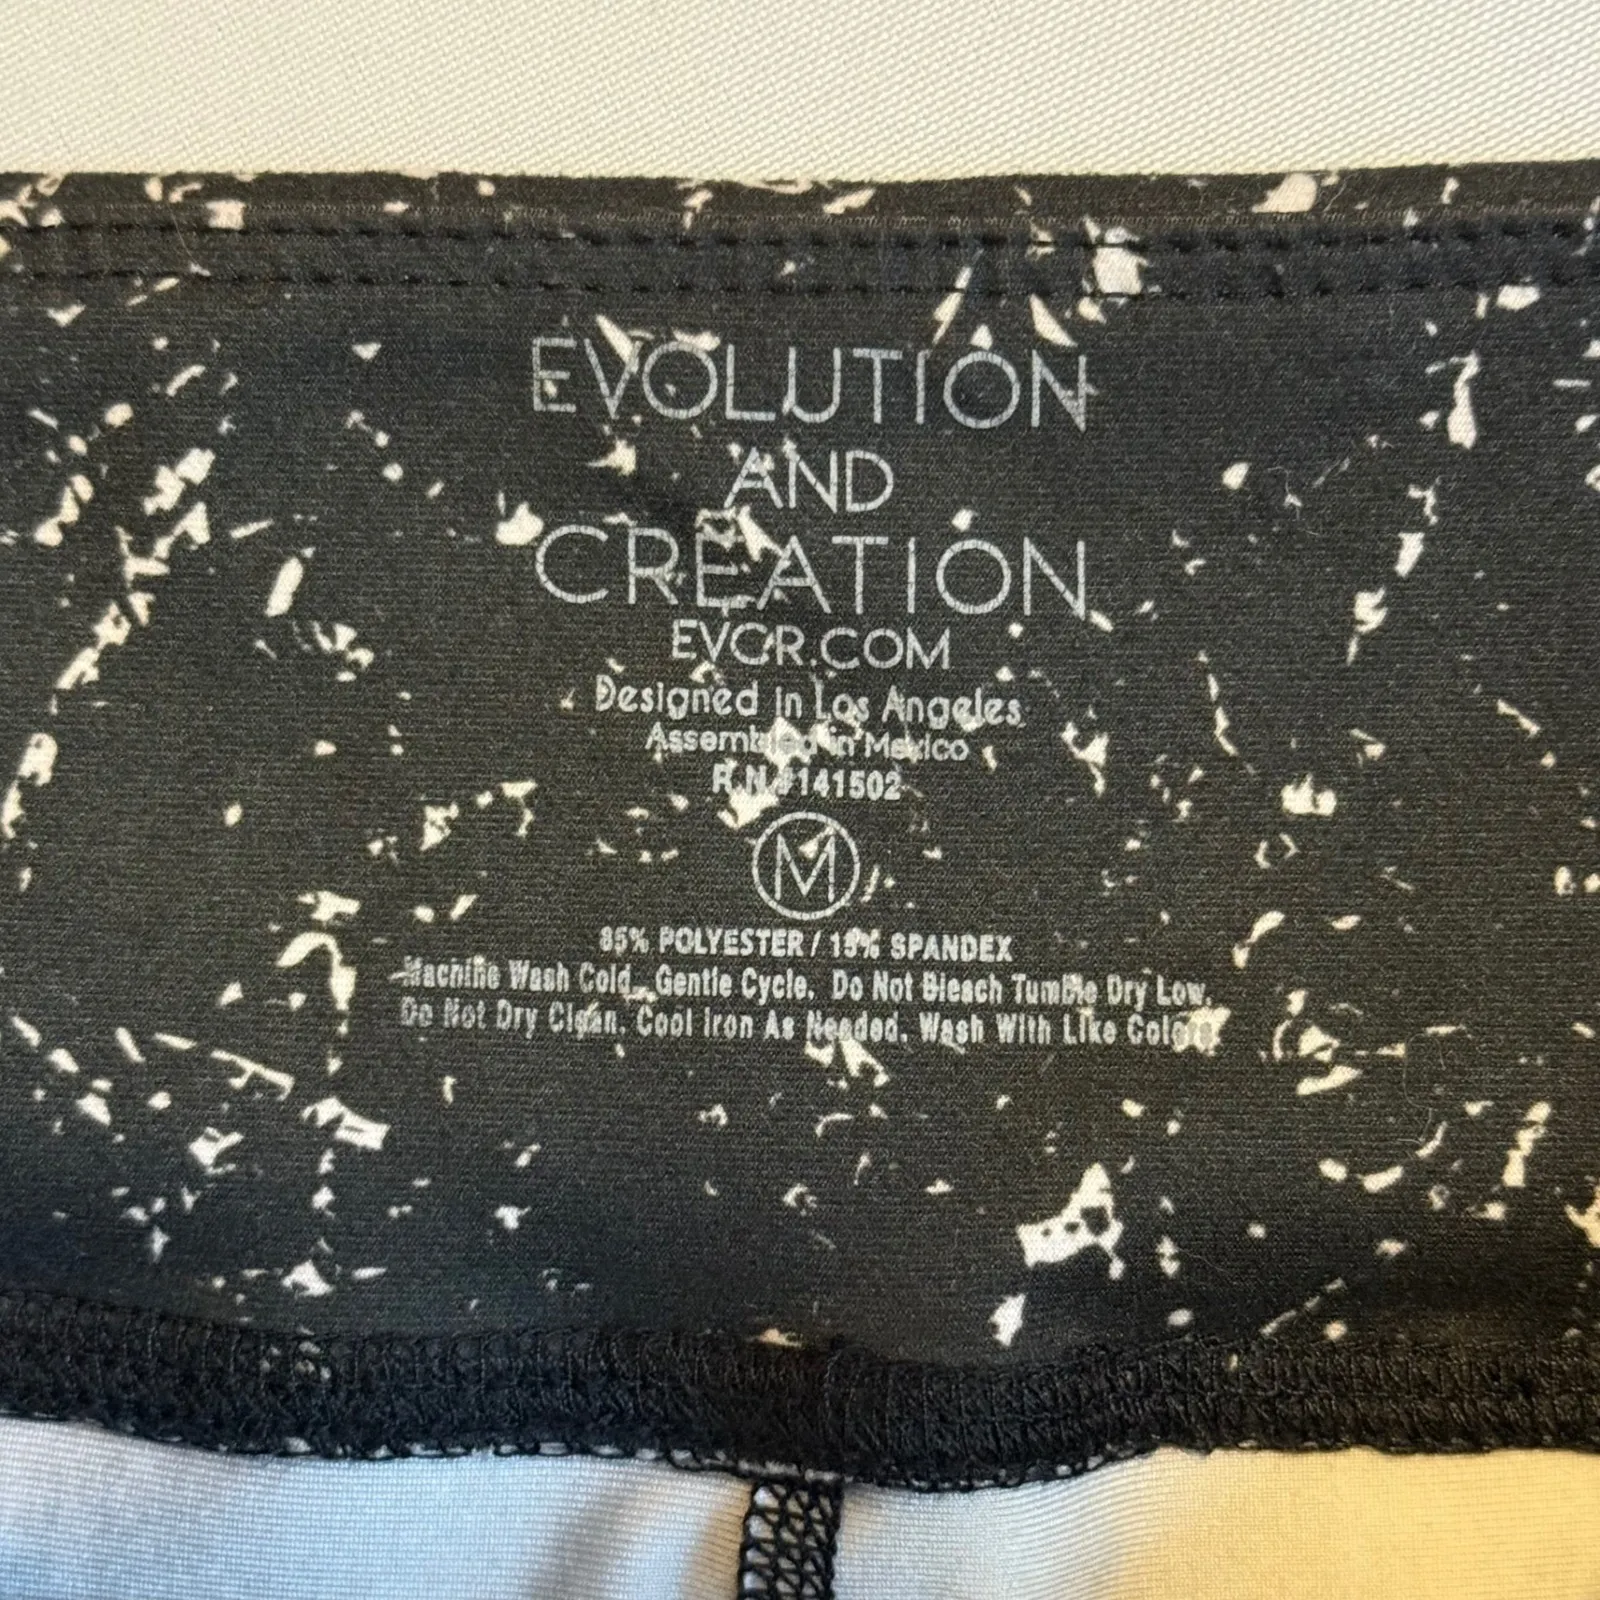 EVOLUTION
AND
CREATION
EVCR.COM
Designed in Los Angeles
Assembled in Mexico
R.N.#141502
M
85% POLYESTER / 15% SPANDEX
Machine Wash Cold. Gentle Cycle. Do Not Bleach Tumble Dry Low.
Do Not Dry Clean. Cool Iron As Needed. Wash With Like Colors.